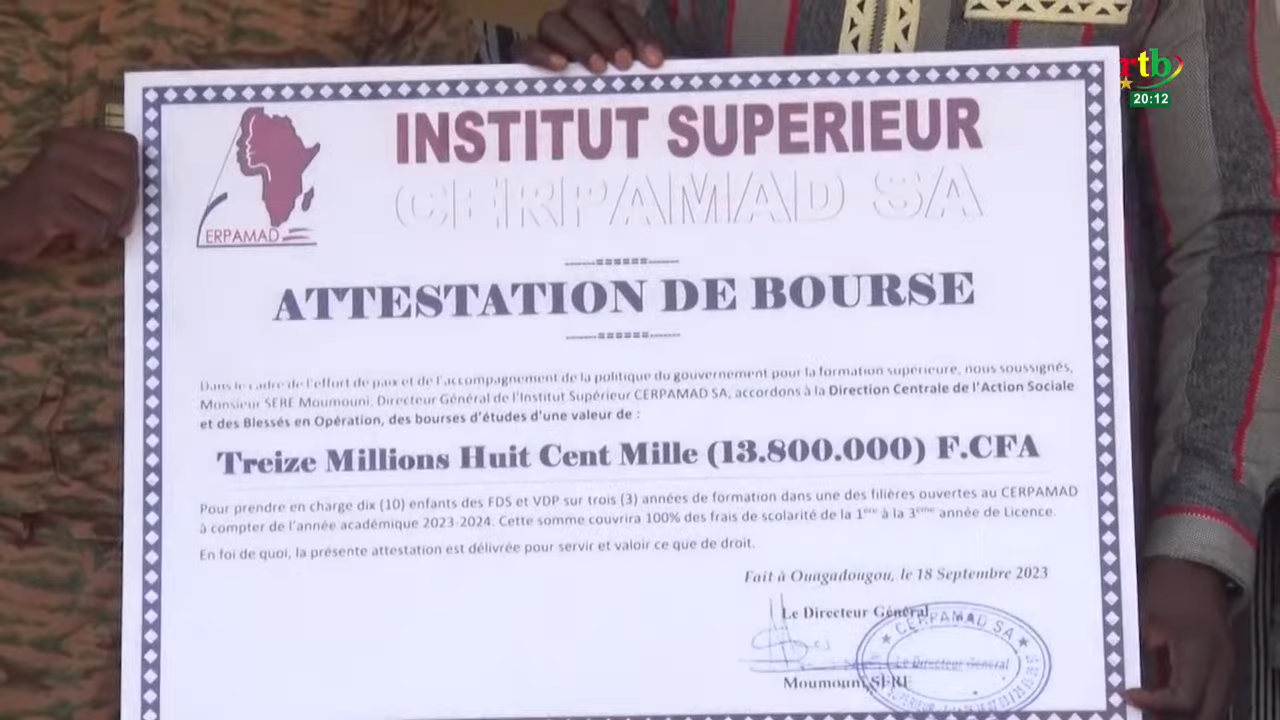 rtb
20:12
INSTITUT SUPERIEUR
CERPAMAD SA
ERPAMAD
------======------
ATTESTATION DE BOURSE
------======------
Dans le cadre de l'effort de paix et de l'accompagnement de la politique du gouvernement pour la formation supérieure, nous soussignés,
Monsieur SERE Moumouni, Directeur Général de l'Institut Supérieur CERPAMAD SA, accordons à la Direction Centrale de l'Action Sociale
et des Blessés en Opération, des bourses d'études d'une valeur de :
Treize Millions Huit Cent Mille (13.800.000) F.CFA
Pour prendre en charge dix (10) enfants des FDS et VDP sur trois (3) années de formation dans une des filières ouvertes au CERPAMAD
à compter de l'année académique 2023-2024. Cette somme couvrira 100% des frais de scolarité de la 1ère à la 3ème année de Licence.
En foi de quoi, la présente attestation est délivrée pour servir et valoir ce que de droit.
Fait à Ouagadougou, le 18 Septembre 2023
Le Directeur Général
CERPAMAD SA
Le Directeur Général
Moumouni SERE